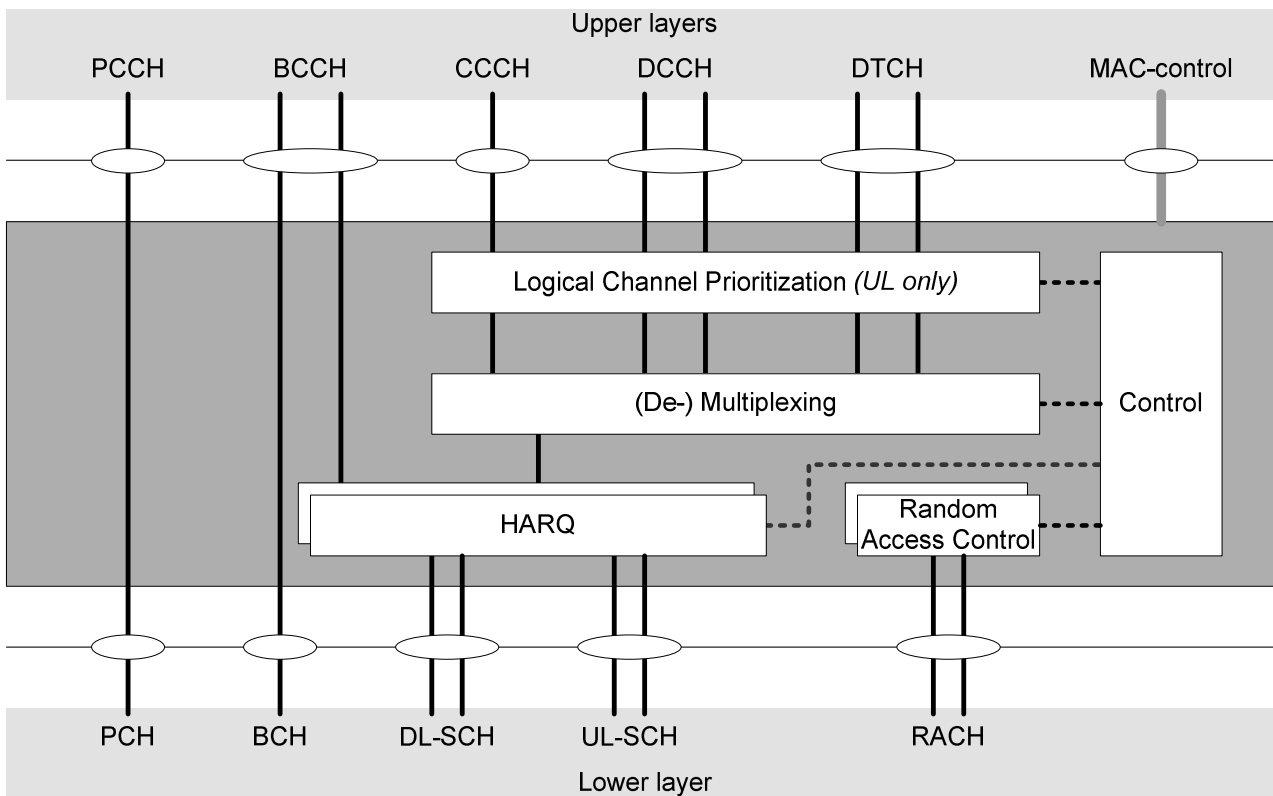 Upper layers
PCCH BCCH CCCH DCCH DTCH MAC-control
Logical Channel Prioritization (UL only)
(De-) Multiplexing
Control
HARQ
Random
Access Control
PCH BCH DL-SCH UL-SCH RACH
Lower layer